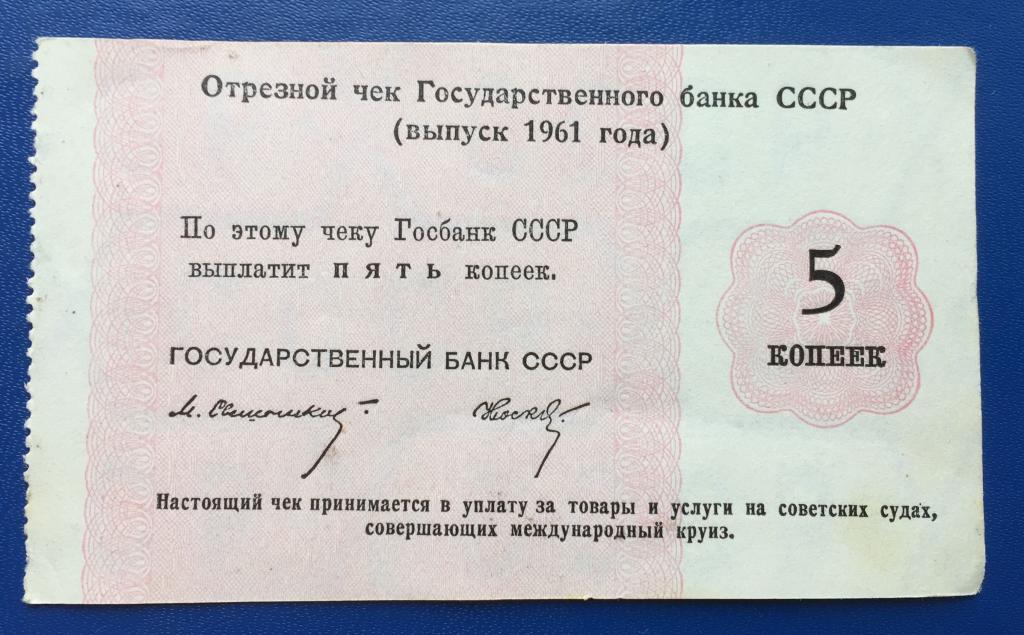 Отрезной чек Государственного банка СССР
(выпуск 1961 года)
По этому чеку Госбанк СССР
выплатит пять копеек.
5
КОПЕЕК
ГОСУДАРСТВЕННЫЙ БАНК СССР
Настоящий чек принимается в уплату за товары и услуги на советских судах,
совершающих международный круиз.